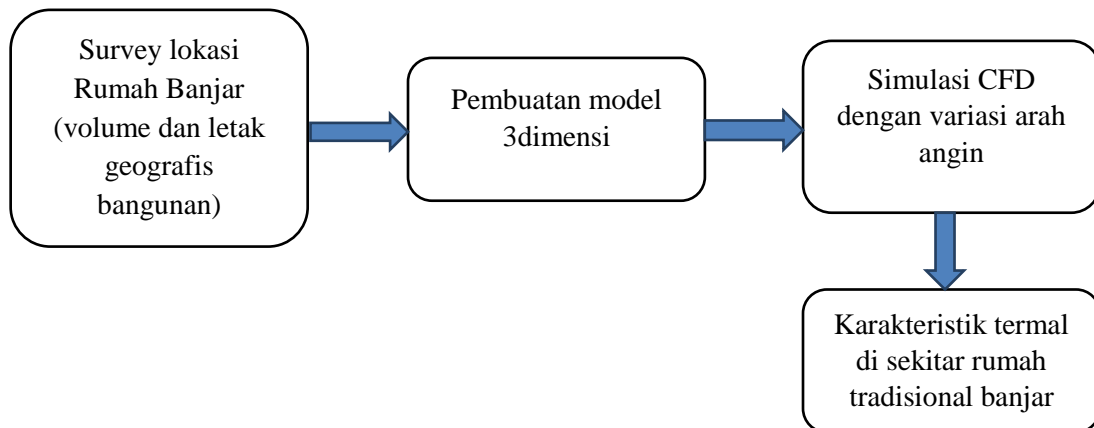 Survey lokasi
Rumah Banjar
(volume dan letak
geografis
bangunan)
Pembuatan model
3dimensi
Simulasi CFD
dengan variasi arah
angin
Karakteristik termal
di sekitar rumah
tradisional banjar